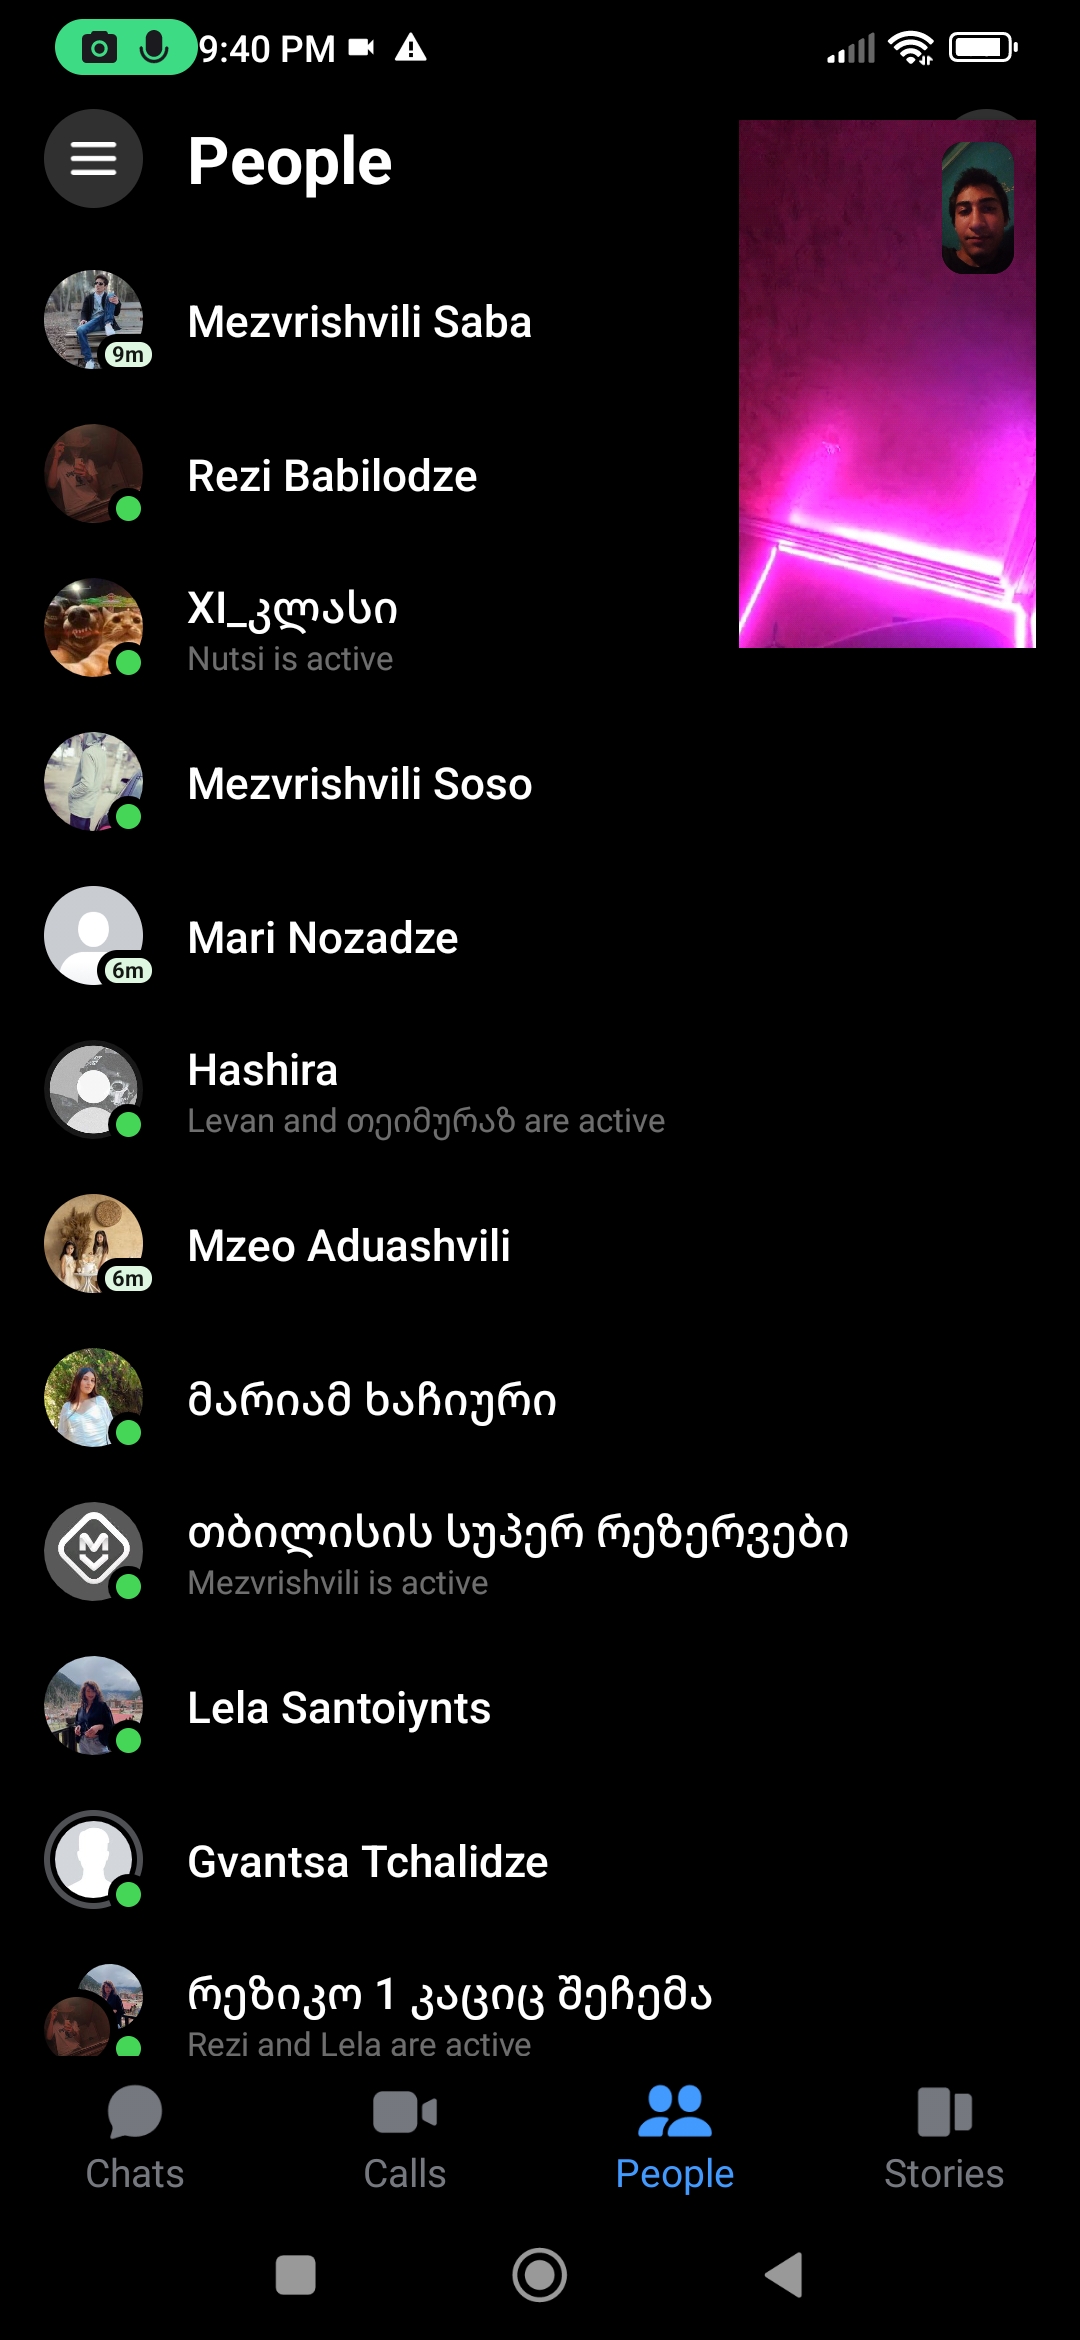 9:40 PM
People
Mezvrishvili Saba
9m
Rezi Babilodze
XI_კლასი
Nutsi is active
Mezvrishvili Soso
Mari Nozadze
6m
Hashira
Levan and თეიმურაზ are active
Mzeo Aduashvili
6m
მარიამ ხაჩიური
თბილისის სუპერ რეზერვები
Mezvrishvili is active
Lela Santoiynts
Gvantsa Tchalidze
რეზიკო 1 კაციც შეჩემა
Rezi and Lela are active
Chats
Calls
People
Stories